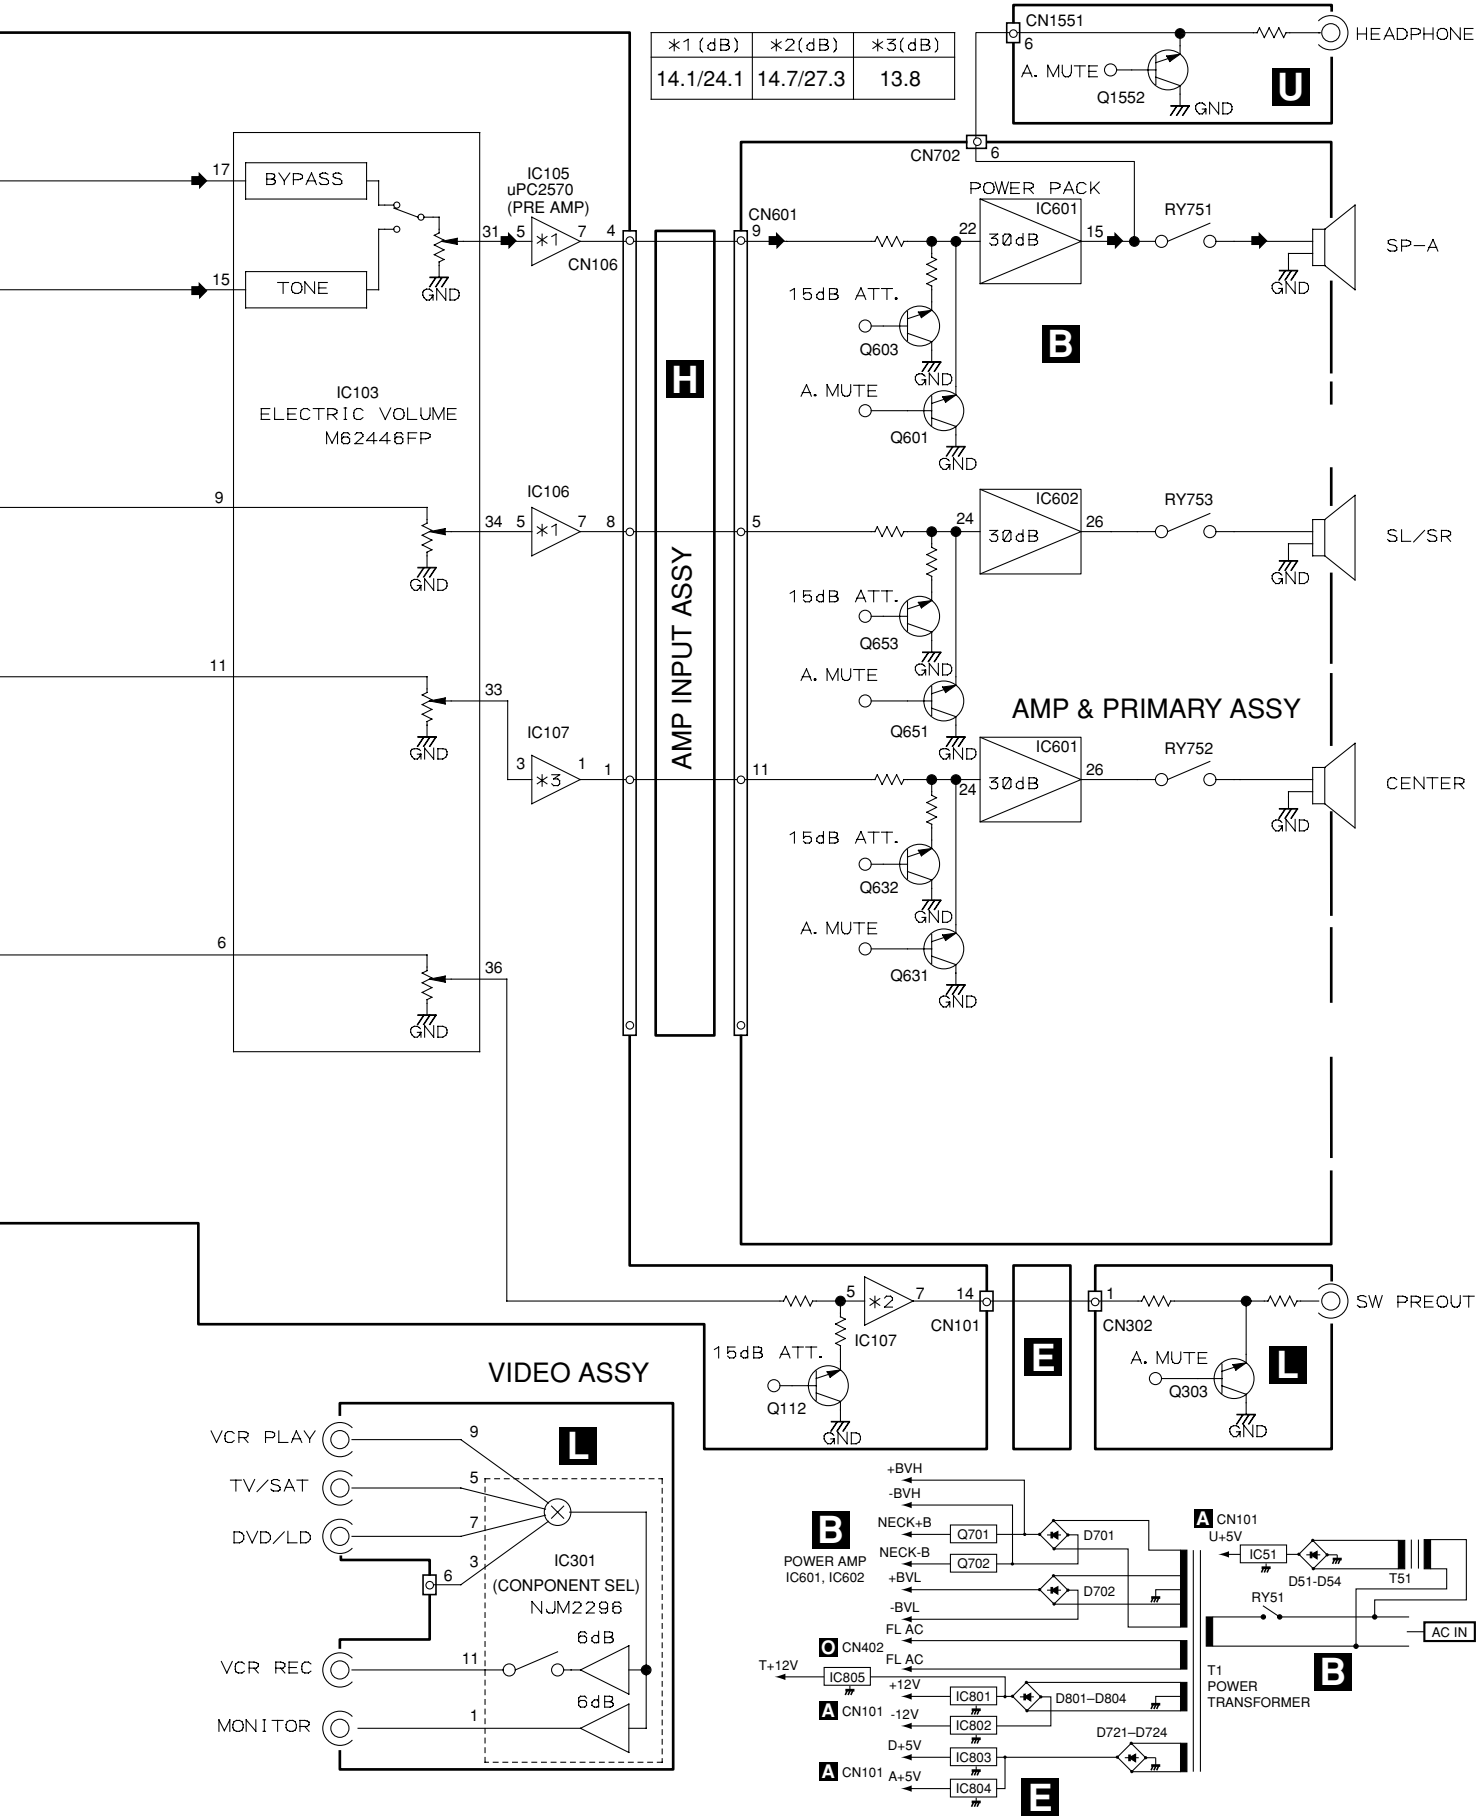 CN1551
6
HEADPHONE
A. MUTE
Q1552
GND
U
*1(dB) *2(dB) *3(dB)
14.1/24.1 14.7/27.3 13.8
CN702
6
17
BYPASS
15
TONE
31
GND
IC105
uPC2570
(PRE AMP)
5
*1
7
4
CN106
CN601
9
POWER PACK
22
IC601
30dB
15
RY751
GND
SP-A
15dB ATT.
Q603
GND
A. MUTE
Q601
GND
B
H
AMP INPUT ASSY
IC103
ELECTRIC VOLUME
M62446FP
9
34
GND
IC106
5
*1
7
8
5
24
IC602
30dB
26
RY753
GND
SL/SR
15dB ATT.
Q653
GND
A. MUTE
Q651
GND
AMP & PRIMARY ASSY
11
33
GND
IC107
3
*3
1
1
11
24
IC601
30dB
26
RY752
GND
CENTER
15dB ATT.
Q632
GND
A. MUTE
Q631
GND
6
36
GND
5
*2
7
IC107
14
CN101
15dB ATT.
Q112
GND
E
1
CN302
SW PREOUT
A. MUTE
Q303
GND
L
VIDEO ASSY
L
VCR PLAY
9
TV/SAT
5
DVD/LD
7
3
6
IC301
(CONPONENT SEL)
NJM2296
6dB
VCR REC
11
6dB
MONITOR
1
B
POWER AMP
IC601, IC602
+BVH
-BVH
NECK+B
Q701
D701
NECK-B
Q702
+BVL
D702
-BVL
FL AC
O CN402
FL AC
T+12V
IC805
+12V
IC801
D801–D804
A CN101
-12V
IC802
D+5V
IC803
D721–D724
A CN101
A+5V
IC804
E
A CN101
U+5V
IC51
D51-D54
T51
RY51
AC IN
B
T1
POWER
TRANSFORMER